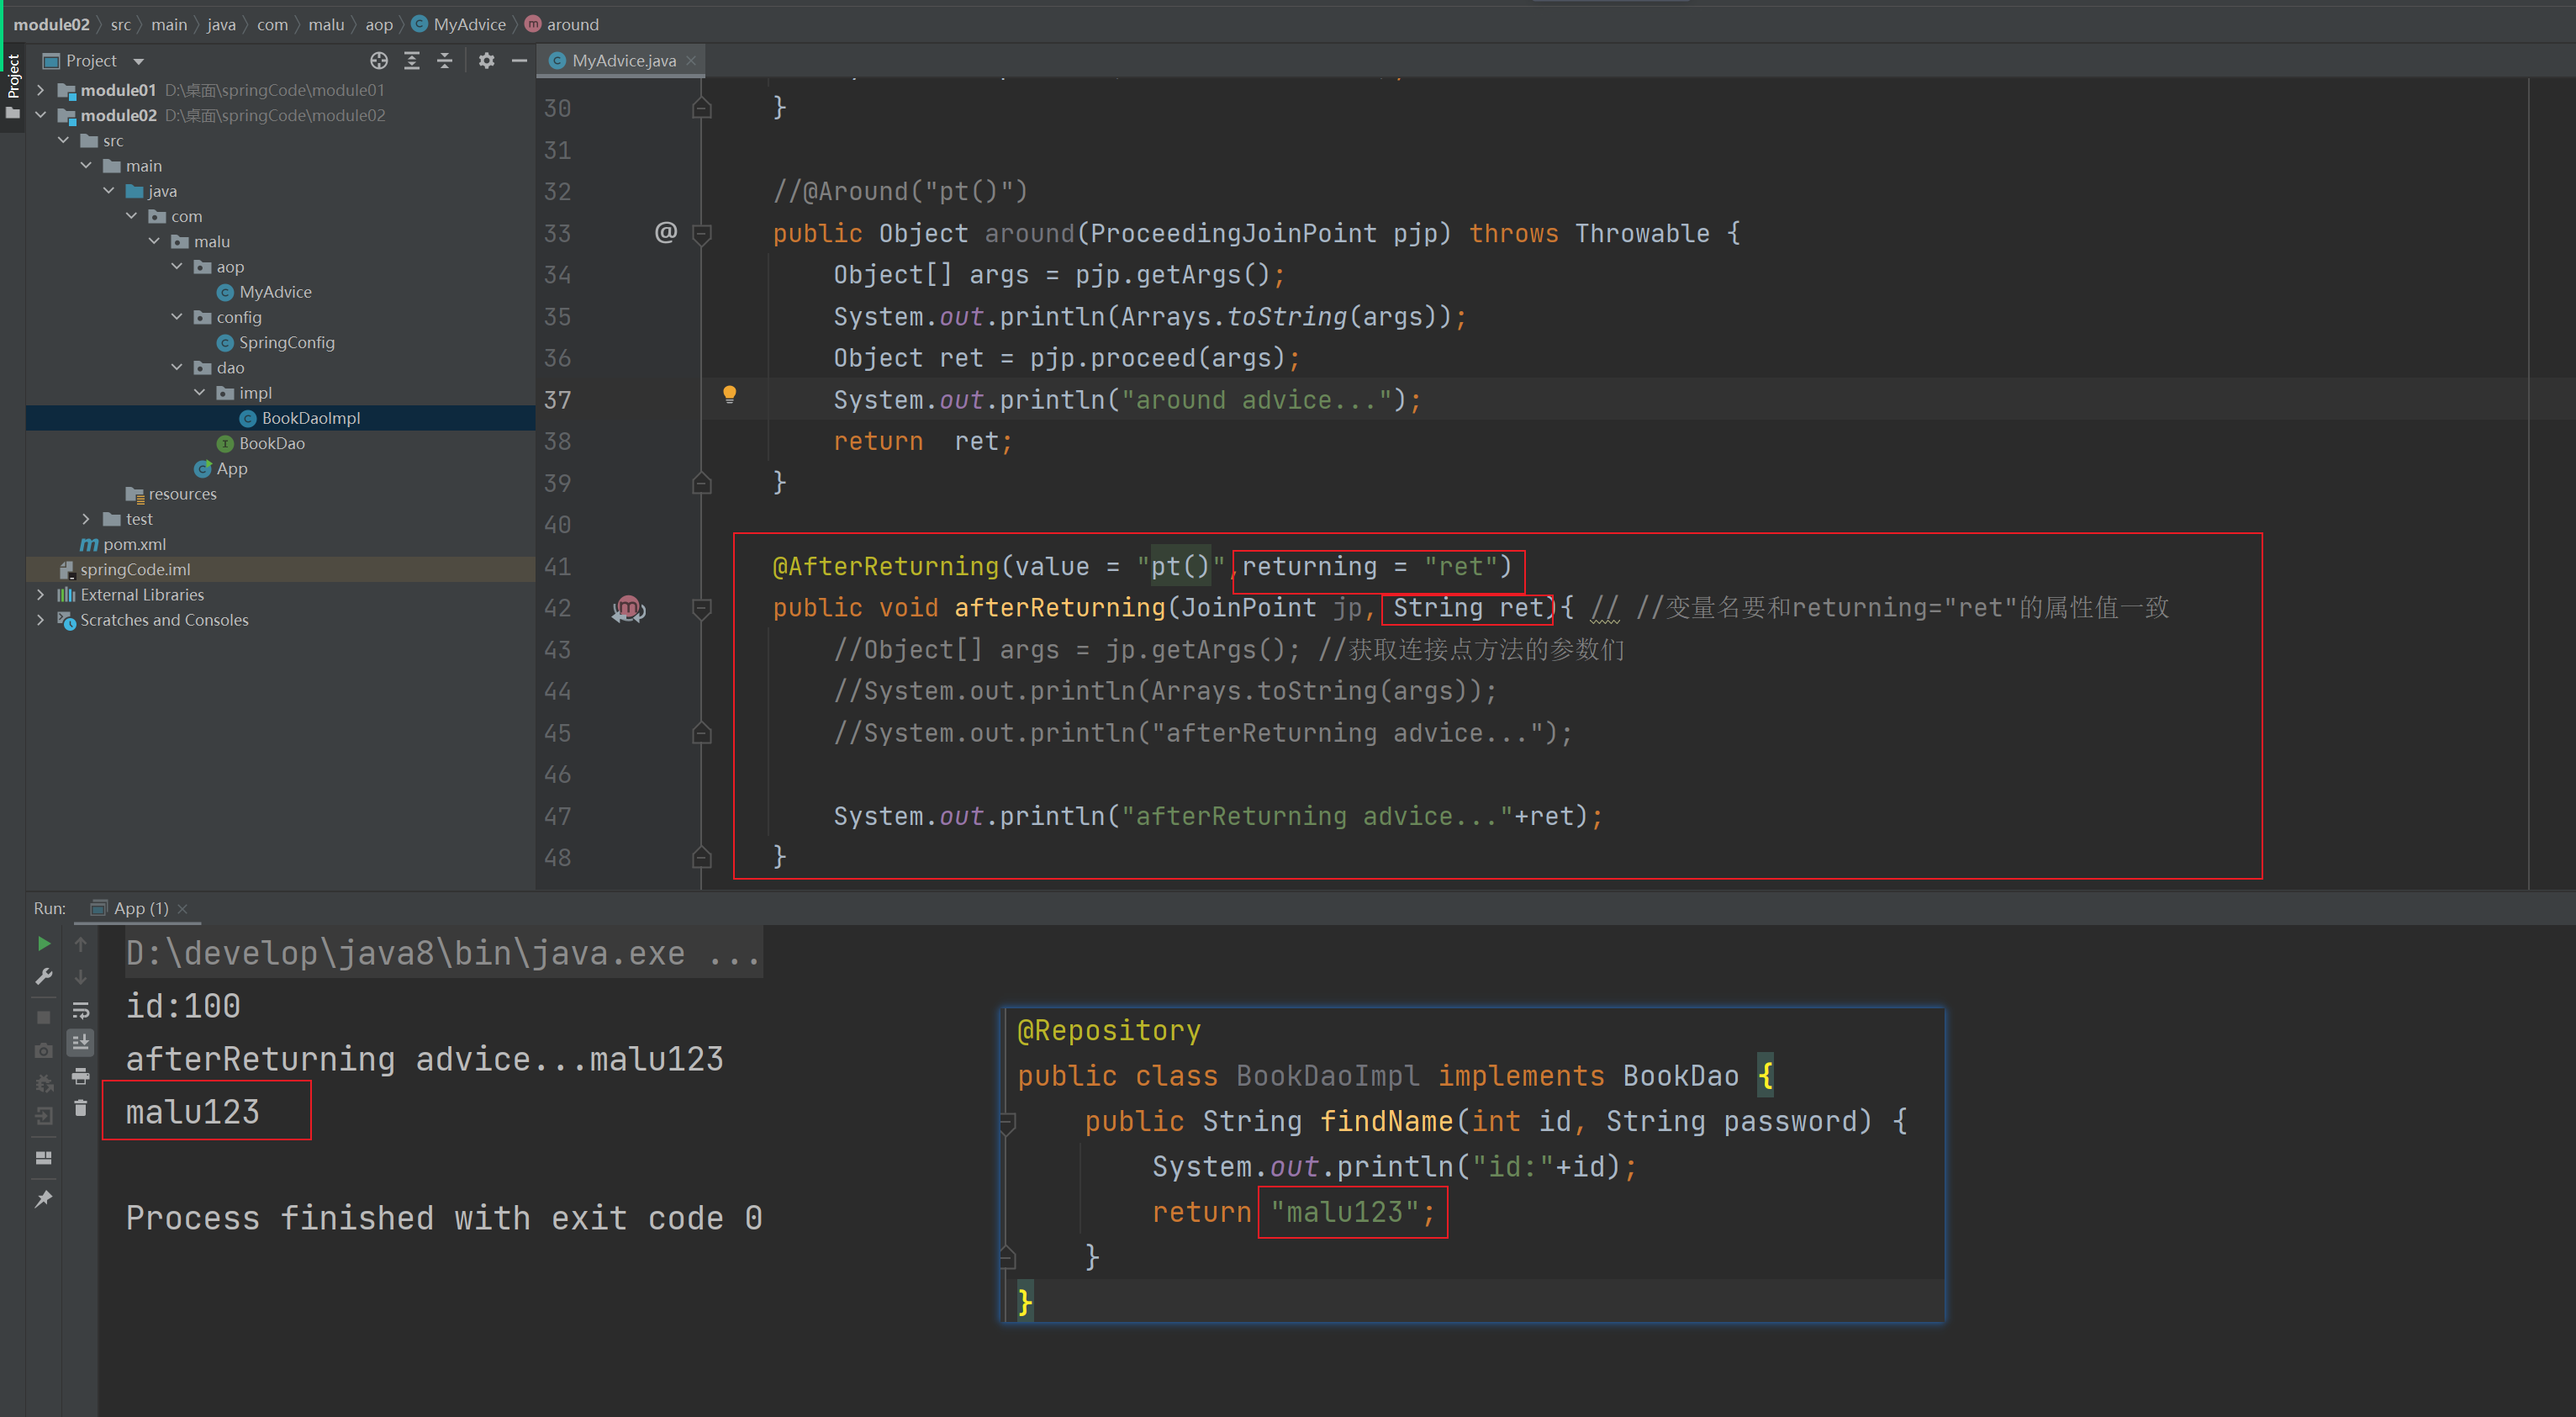 module02 src main java com malu aop MyAdvice around
Project
Project
module01 D:\桌面\springCode\module01
module02 D:\桌面\springCode\module02
src
main
java
com
malu
aop
MyAdvice
config
SpringConfig
dao
impl
BookDaoImpl
BookDao
App
resources
test
pom.xml
springCode.iml
External Libraries
Scratches and Consoles
MyAdvice.java
30 }
31
32 //@Around("pt()")
33 public Object around(ProceedingJoinPoint pjp) throws Throwable {
34 Object[] args = pjp.getArgs();
35 System.out.println(Arrays.toString(args));
36 Object ret = pjp.proceed(args);
37 System.out.println("around advice...");
38 return  ret;
39 }
40
41 @AfterReturning(value = "pt()",returning = "ret")
42 public void afterReturning(JoinPoint jp, String ret){ // //变量名要和returning="ret"的属性值一致
43 //Object[] args = jp.getArgs(); //获取连接点方法的参数们
44 //System.out.println(Arrays.toString(args));
45 //System.out.println("afterReturning advice...");
46
47 System.out.println("afterReturning advice..."+ret);
48 }
Run: App (1)
D:\develop\java8\bin\java.exe ...
id:100
afterReturning advice...malu123
malu123
Process finished with exit code 0
@Repository
public class BookDaoImpl implements BookDao {
public String findName(int id, String password) {
System.out.println("id:"+id);
return "malu123";
}
}